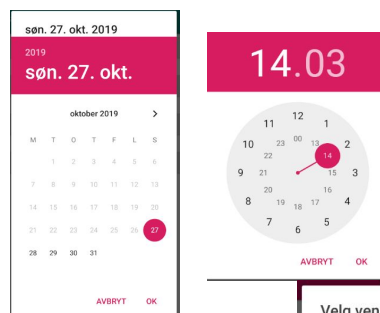 søn. 27. okt. 2019
2019
søn. 27. okt.
oktober 2019 >
M T O T F L S
1 2 3 4 5 6
7 8 9 10 11 12 13
14 15 16 17 18 19 20
21 22 23 24 25 26 27
28 29 30 31
AVBRYT OK
14.03
12
11 1
00
10 23 13 2
22 14
9 21 15 3
20 16
8 19 17 4
18
7 5
6
AVBRYT OK
Velg ven